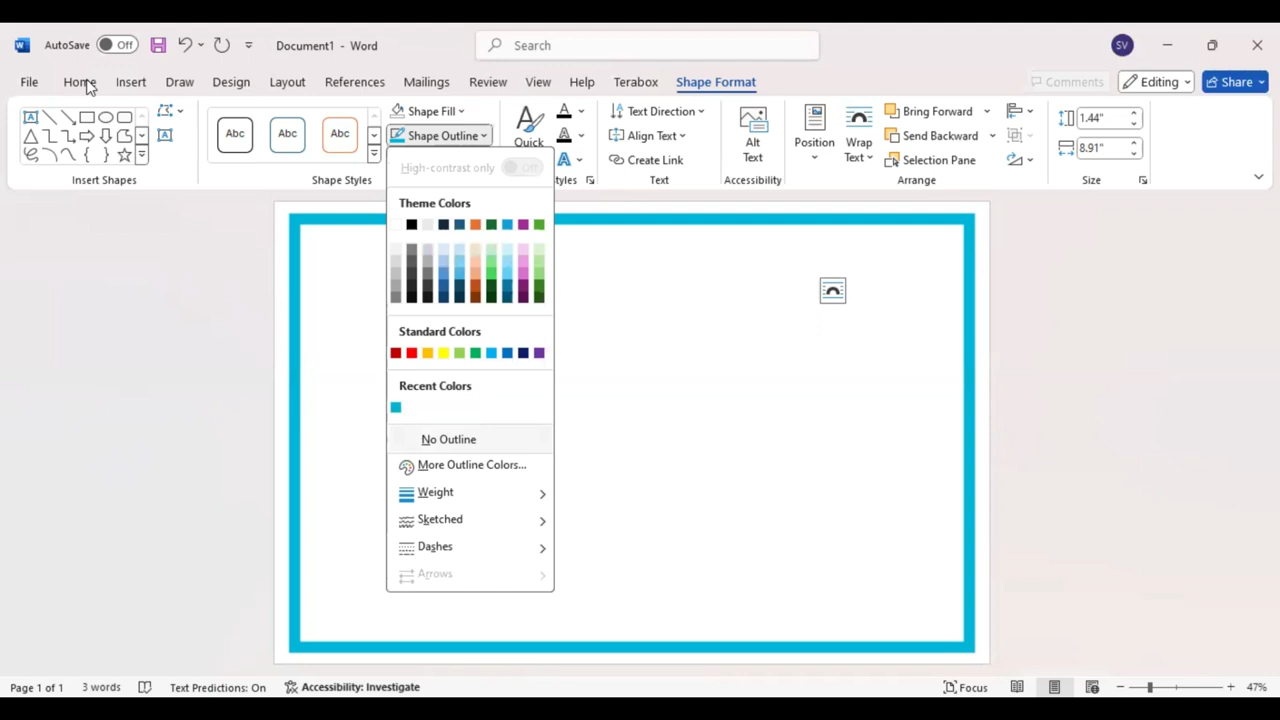 AutoSave Off Document1 - Word Search SV
File Home Insert Draw Design Layout References Mailings Review View Help Terabox Shape Format Comments Editing Share
Abc Abc Abc
Shape Fill
Shape Outline
Quick
Text Direction
Align Text
Create Link
Alt
Text
Position
Wrap
Text
Bring Forward
Send Backward
Selection Pane
1.44"
8.91"
Insert Shapes Shape Styles yles Text Accessibility Arrange Size
High-contrast only Off
Theme Colors
Standard Colors
Recent Colors
No Outline
More Outline Colors...
Weight
Sketched
Dashes
Arrows
Page 1 of 1 3 words Text Predictions: On Accessibility: Investigate Focus 47%